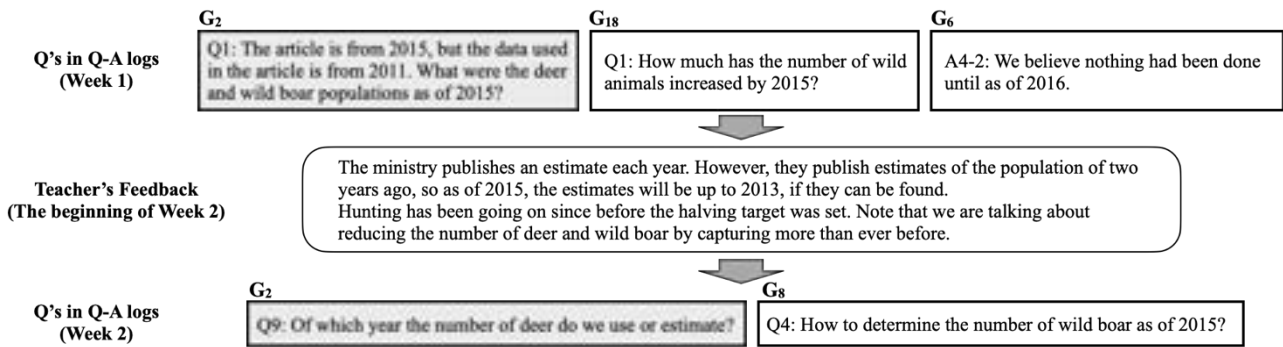 G2
G18
G6
Q's in Q-A logs
(Week 1)
Q1: The article is from 2015, but the data used
in the article is from 2011. What were the deer
and wild boar populations as of 2015?
Q1: How much has the number of wild
animals increased by 2015?
A4-2: We believe nothing had been done
until as of 2016.
Teacher's Feedback
(The beginning of Week 2)
The ministry publishes an estimate each year. However, they publish estimates of the population of two
years ago, so as of 2015, the estimates will be up to 2013, if they can be found.
Hunting has been going on since before the halving target was set. Note that we are talking about
reducing the number of deer and wild boar by capturing more than ever before.
G2
G8
Q's in Q-A logs
(Week 2)
Q9: Of which year the number of deer do we use or estimate?
Q4: How to determine the number of wild boar as of 2015?